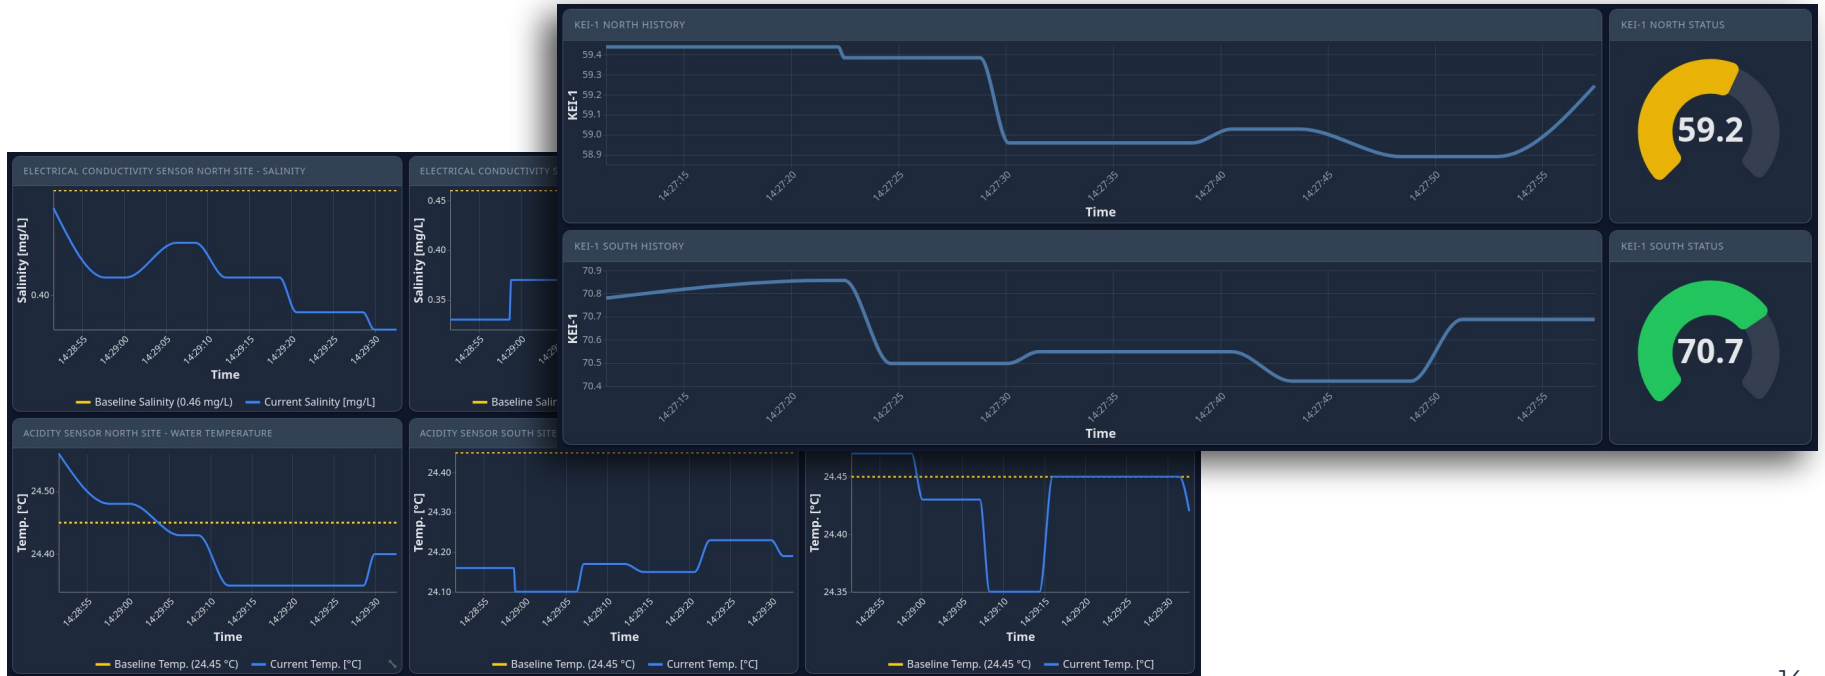 KEI-1 NORTH HISTORY
KEI-1 NORTH STATUS
KEI-1
59.4
59.3
59.2
59.1
59.0
58.9
14:27:15
14:27:20
14:27:25
14:27:30
14:27:35
14:27:40
14:27:45
14:27:50
14:27:55
Time
59.2
KEI-1 SOUTH HISTORY
KEI-1 SOUTH STATUS
KEI-1
70.9
70.8
70.7
70.6
70.5
70.4
14:27:15
14:27:20
14:27:25
14:27:30
14:27:35
14:27:40
14:27:45
14:27:50
14:27:55
Time
70.7
ELECTRICAL CONDUCTIVITY SENSOR NORTH SITE - SALINITY
Salinity [mg/L]
0.40
14:28:55
14:29:00
14:29:05
14:29:10
14:29:15
14:29:20
14:29:25
14:29:30
Time
Baseline Salinity (0.46 mg/L)
Current Salinity [mg/L]
ELECTRICAL CONDUCTIVITY
Salinity [mg/L]
0.45
0.40
0.35
14:28:55
14:29:00
Baseline
ACIDITY SENSOR NORTH SITE - WATER TEMPERATURE
Temp. [°C]
24.50
24.40
14:28:55
14:29:00
14:29:05
14:29:10
14:29:15
14:29:20
14:29:25
14:29:30
Time
Baseline Temp. (24.45 °C)
Current Temp. [°C]
ACIDITY SENSOR SOUTH SITE
Temp. [°C]
24.40
24.30
24.20
24.10
14:28:55
14:29:00
14:29:05
14:29:10
14:29:15
14:29:20
14:29:25
14:29:30
Time
Baseline Temp. (24.45 °C)
Current Temp. [°C]
Temp. [°C]
24.45
24.40
24.35
14:28:55
14:29:00
14:29:05
14:29:10
14:29:15
14:29:20
14:29:25
14:29:30
Time
Baseline Temp. (24.45 °C)
Current Temp. [°C]